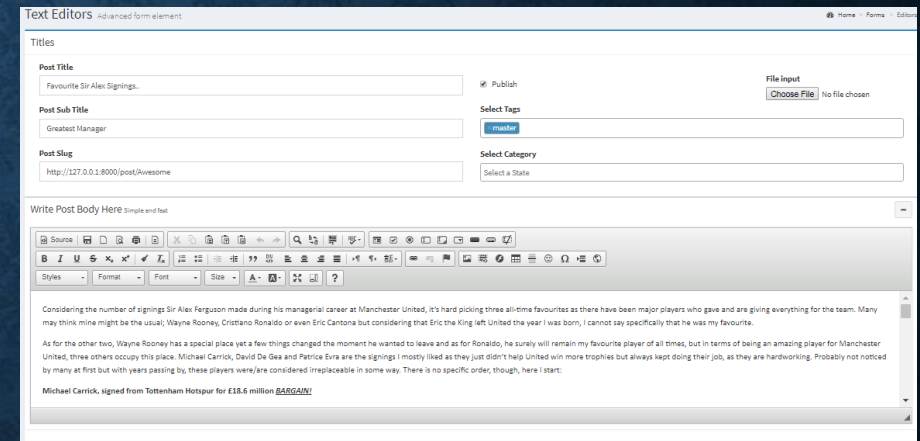 Text Editors Advanced form element
Home > Forms > Editors
Titles
Post Title
Favourite Sir Alex Signings..
Publish
File input
Choose File No file chosen
Post Sub Title
Greatest Manager
Select Tags
master
Post Slug
http://127.0.0.1:8000/post/Awesome
Select Category
Select a State
Write Post Body Here Simple and fast
Source
B I U S x₂ x² Tx
Styles Format Font Size A A ?
Considering the number of signings Sir Alex Ferguson made during his managerial career at Manchester United, it's hard picking three all-time favourites as there have been major players who gave and are giving everything for the team. Many
may think mine might be the usual; Wayne Rooney, Cristiano Ronaldo or even Eric Cantona but considering that Eric the King left United the year I was born, I cannot say specifically that he was my favourite.
As for the other two, Wayne Rooney has a special place yet a few things changed the moment he wanted to leave and as for Ronaldo, he surely will remain my favourite player of all times, but in terms of being an amazing player for Manchester
United, three others occupy this place. Michael Carrick, David De Gea and Patrice Evra are the signings I mostly liked as they just didn't help United win more trophies but always kept doing their job, as they are hardworking. Probably not noticed
by many at first but with years passing by, these players were/are considered irreplaceable in some way. There is no specific order, though, here I start:
Michael Carrick, signed from Tottenham Hotspur for £18.6 million BARGAIN!